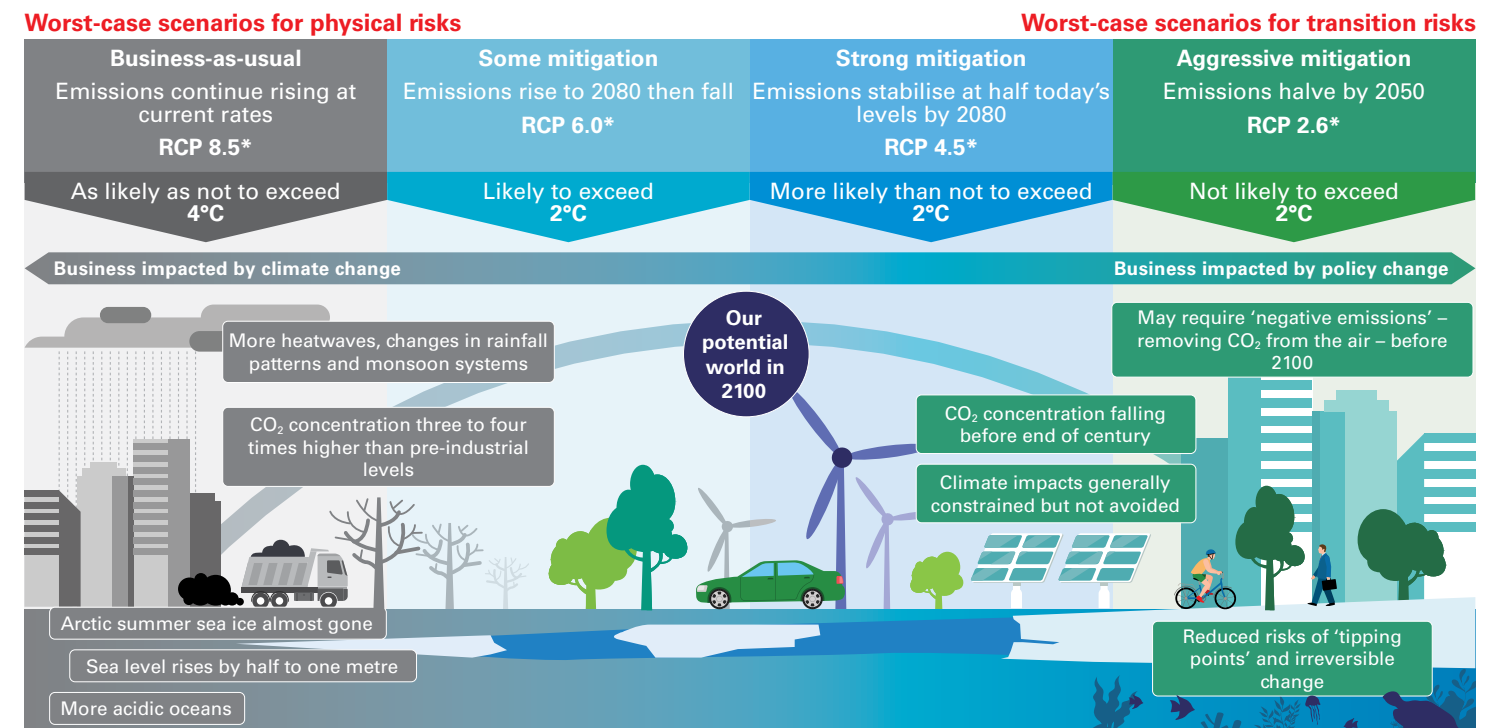 Worst-case scenarios for physical risks
Worst-case scenarios for transition risks
Business-as-usual
Emissions continue rising at
current rates
RCP 8.5*
Some mitigation
Emissions rise to 2080 then fall
RCP 6.0*
Strong mitigation
Emissions stabilise at half today’s
levels by 2080
RCP 4.5*
Aggressive mitigation
Emissions halve by 2050
RCP 2.6*
As likely as not to exceed
4°C
Likely to exceed
2°C
More likely than not to exceed
2°C
Not likely to exceed
2°C
Business impacted by climate change
Business impacted by policy change
Our
potential
world in
2100
More heatwaves, changes in rainfall
patterns and monsoon systems
CO₂ concentration three to four
times higher than pre-industrial
levels
May require ‘negative emissions’ –
removing CO₂ from the air – before
2100
CO₂ concentration falling
before end of century
Climate impacts generally
constrained but not avoided
Arctic summer sea ice almost gone
Sea level rises by half to one metre
More acidic oceans
Reduced risks of ‘tipping
points’ and irreversible
change